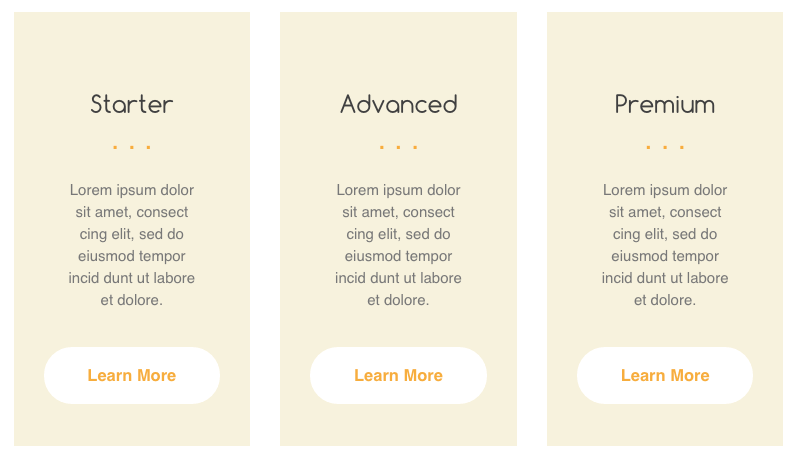 Starter
. . .
Lorem ipsum dolor
sit amet, consect
cing elit, sed do
eiusmod tempor
incid dunt ut labore
et dolore.
Learn More
Advanced
. . .
Lorem ipsum dolor
sit amet, consect
cing elit, sed do
eiusmod tempor
incid dunt ut labore
et dolore.
Learn More
Premium
. . .
Lorem ipsum dolor
sit amet, consect
cing elit, sed do
eiusmod tempor
incid dunt ut labore
et dolore.
Learn More